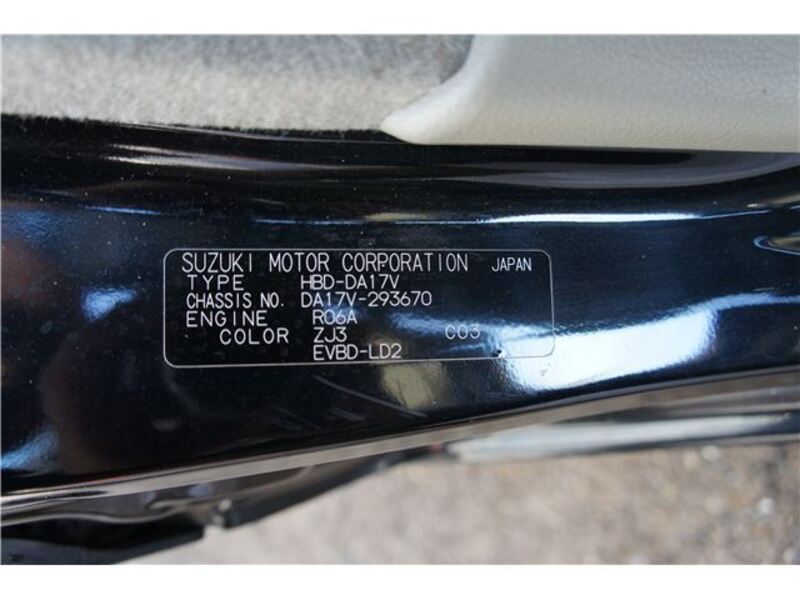 SUZUKI MOTOR CORPORATION JAPAN
TYPE HBD-DA17V
CHASSIS NO. DA17V-293670
ENGINE R06A
COLOR ZJ3 C03
EVBD-LD2